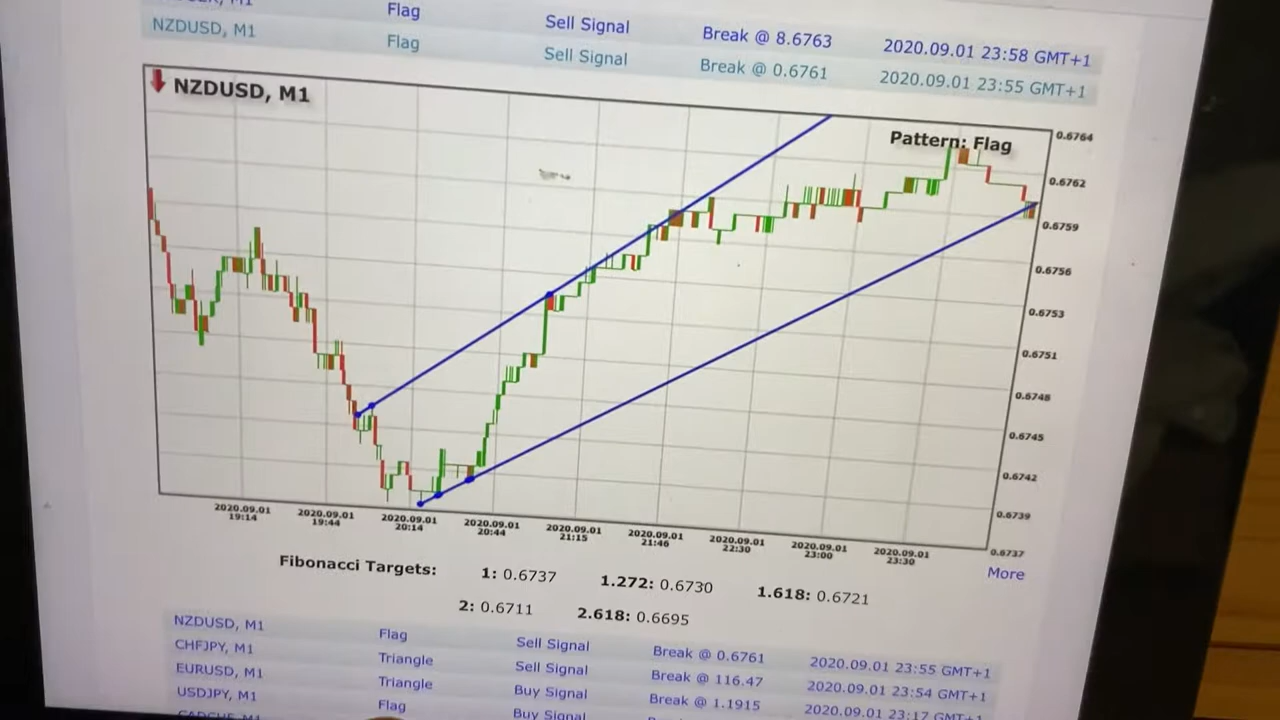 Flag Sell Signal Break @ 8.6763 2020.09.01 23:58 GMT+1
NZDUSD, M1 Flag Sell Signal Break @ 0.6761 2020.09.01 23:55 GMT+1
NZDUSD, M1
Pattern: Flag
0.6764
0.6762
0.6759
0.6756
0.6753
0.6751
0.6748
0.6745
0.6742
0.6739
0.6737
2020.09.01 2020.09.01 2020.09.01 2020.09.01 2020.09.01 2020.09.01 2020.09.01 2020.09.01 2020.09.01
19:14 19:44 20:14 20:44 21:15 21:46 22:30 23:00 23:30
More
Fibonacci Targets: 1: 0.6737 1.272: 0.6730 1.618: 0.6721
2: 0.6711 2.618: 0.6695
NZDUSD, M1 Flag Sell Signal Break @ 0.6761 2020.09.01 23:55 GMT+1
CHFJPY, M1 Triangle Sell Signal Break @ 116.47 2020.09.01 23:54 GMT+1
EURUSD, M1 Triangle Buy Signal Break @ 1.1915 2020.09.01 23:17 GMT+1
USDJPY, M1 Flag Buy Signal